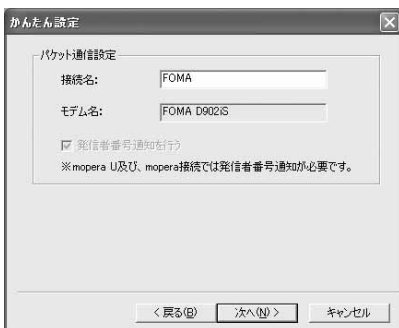 かんたん設定
パケット通信設定
接続名: FOMA
モデム名: FOMA D902iS
発信者番号通知を行う
※mopera U及び、mopera接続では発信者番号通知が必要です。
< 戻る(B) 次へ(N) > キャンセル